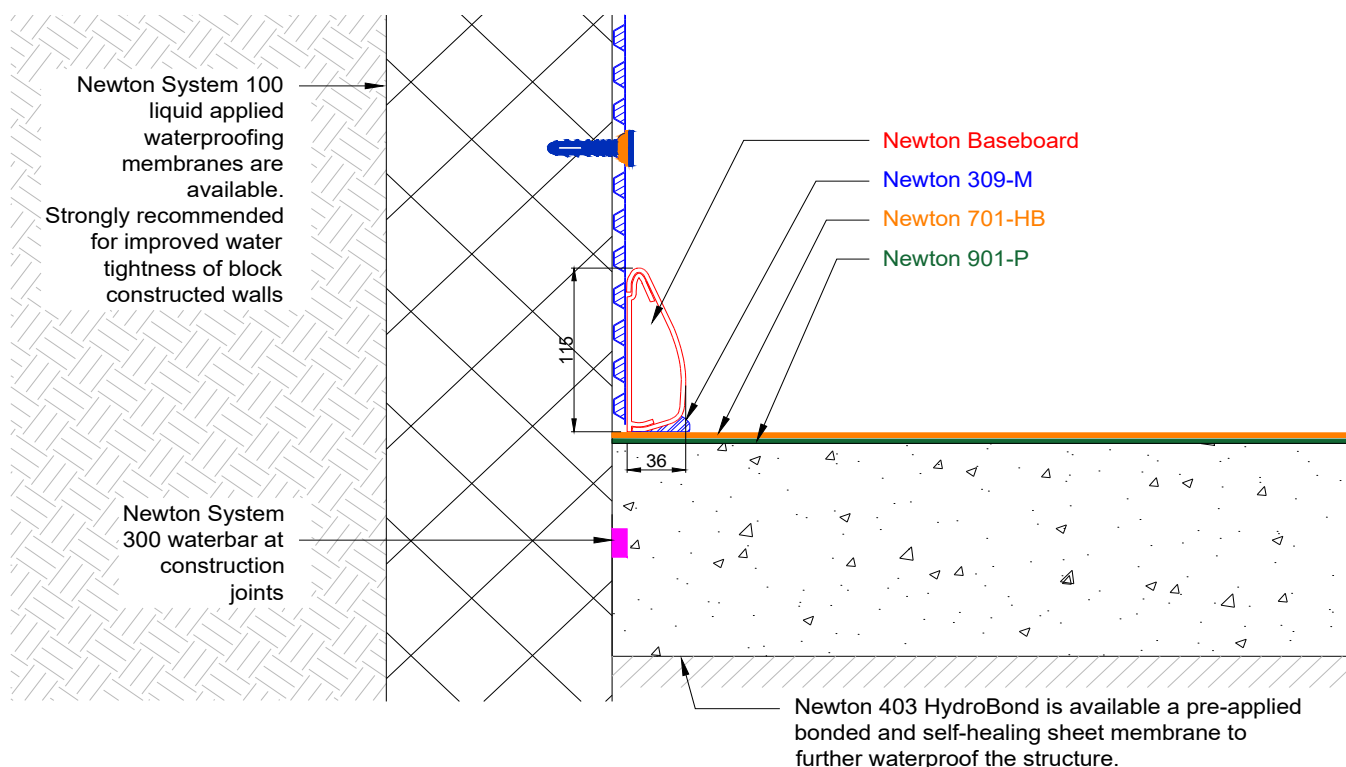 Newton System 100
liquid applied
waterproofing
membranes are
available.
Strongly recommended
for improved water
tightness of block
constructed walls
Newton Baseboard
Newton 309-M
Newton 701-HB
Newton 901-P
115
36
Newton System
300 waterbar at
construction
joints
Newton 403 HydroBond is available a pre-applied
bonded and self-healing sheet membrane to
further waterproof the structure.